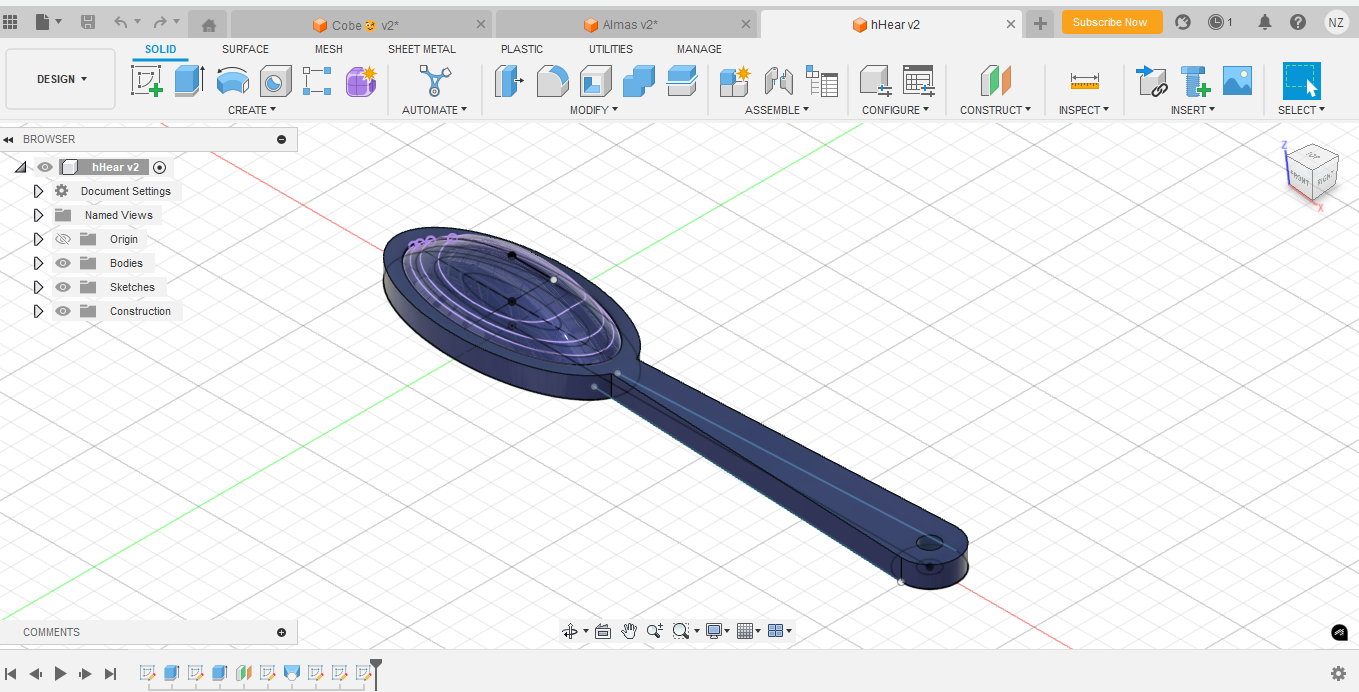 Cobe🤔 v2*
Almas v2*
hHear v2
Subscribe Now
1
NZ
SOLID
SURFACE
MESH
SHEET METAL
PLASTIC
UTILITIES
MANAGE
DESIGN
CREATE
AUTOMATE
MODIFY
ASSEMBLE
CONFIGURE
CONSTRUCT
INSPECT
INSERT
SELECT
BROWSER
hHear v2
Document Settings
Named Views
Origin
Bodies
Sketches
Construction
Z
TOP
FRONT
RIGHT
X
COMMENTS